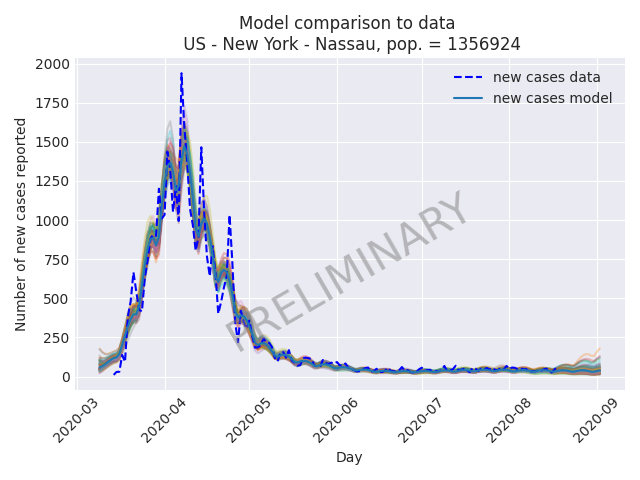 Model comparison to data
US - New York - Nassau, pop. = 1356924
new cases data
new cases model
PRELIMINARY
Number of new cases reported
2000
1750
1500
1250
1000
750
500
250
0
2020-03
2020-04
2020-05
2020-06
2020-07
2020-08
2020-09
Day